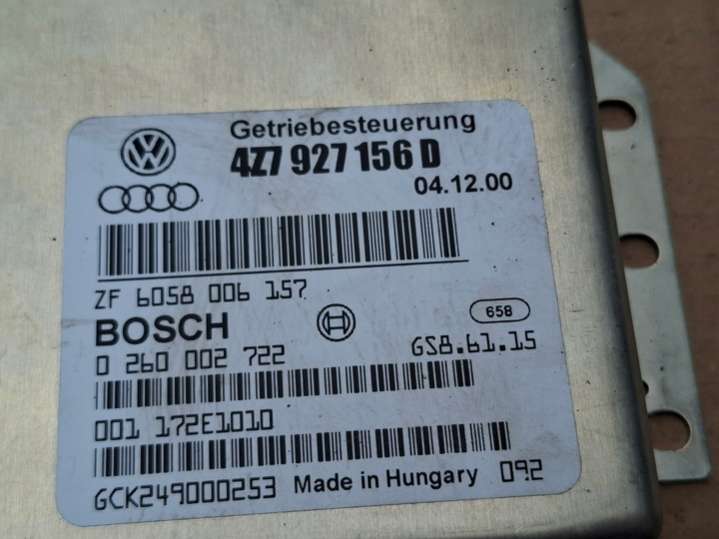 Getriebesteuerung
4Z7 927 156 D
04.12.00
ZF 6058 006 157
BOSCH
658
0 260 002 722
GS8.61.15
001 172E1010
GCK249000253 Made in Hungary 092